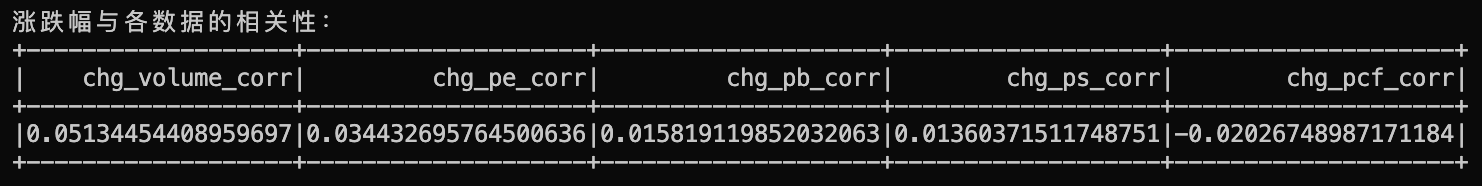 涨跌幅与各数据的相关性：
+-------------------+--------------------+--------------------+-------------------+--------------------+
|    chg_volume_corr|         chg_pe_corr|         chg_pb_corr|        chg_ps_corr|        chg_pcf_corr|
+-------------------+--------------------+--------------------+-------------------+--------------------+
|0.05134454408959697|0.034432695764500636|0.015819119852032063|0.01360371511748751|-0.02026748987171184|
+-------------------+--------------------+--------------------+-------------------+--------------------+